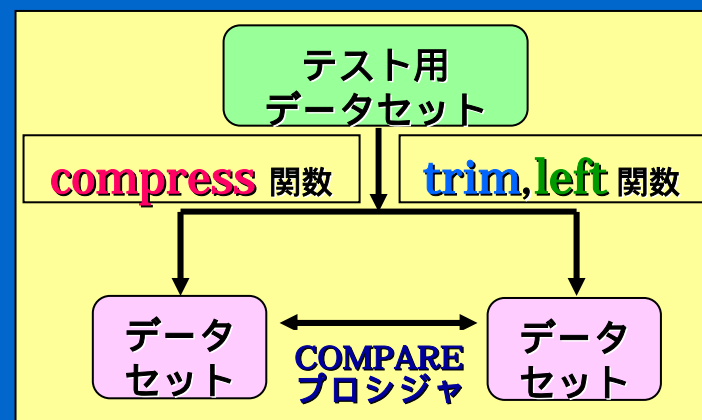 テスト用
データセット
compress 関数
trim,left 関数
データ
セット
COMPARE
プロシジャ
データ
セット